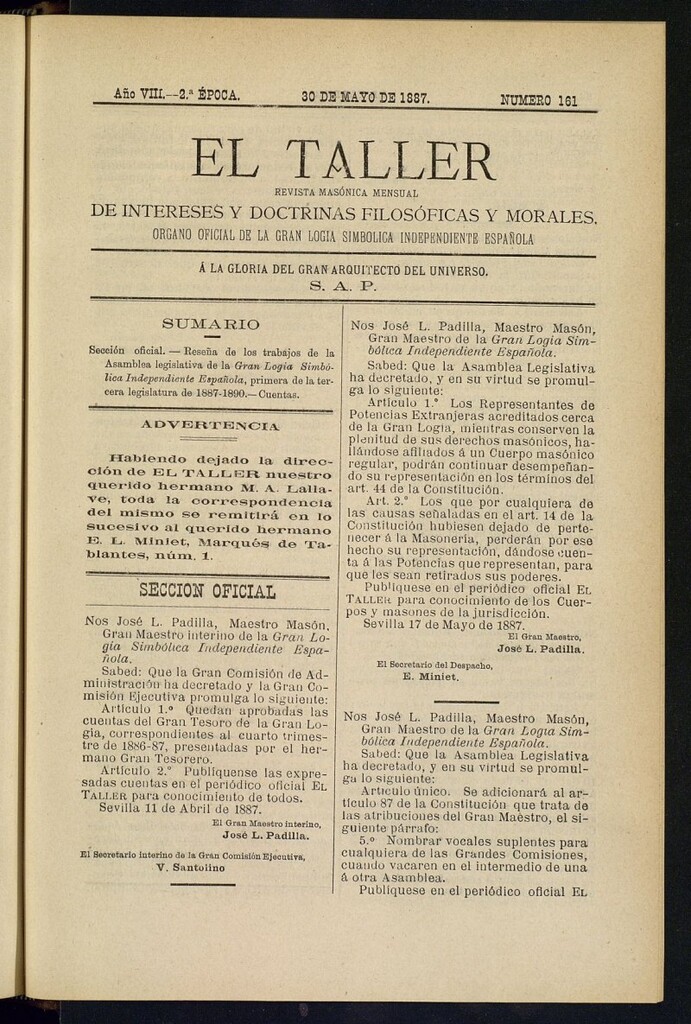 Año VIII.--2.ª ÉPOCA. 30 DE MAYO DE 1887. NUMERO 161
EL TALLER
REVISTA MASÓNICA MENSUAL
DE INTERESES Y DOCTRINAS FILOSÓFICAS Y MORALES.
ORGANO OFICIAL DE LA GRAN LOGIA SIMBOLICA INDEPENDIENTE ESPAÑOLA
Á LA GLORIA DEL GRAN ARQUITECTO DEL UNIVERSO.
S. A. P.
SUMARIO
Sección oficial. — Reseña de los trabajos de la
Asamblea legislativa de la Gran Logia Simbó-
lica Independiente Española, primera de la ter-
cera legislatura de 1887-1890.— Cuentas.
ADVERTENCIA
Habiendo dejado la direc-
ción de EL TALLER nuestro
querido hermano M. A. Lalla-
ve, toda la correspondencia
del mismo se remitirá en lo
sucesivo al querido hermano
E. L. Miniet, Marqués de Ta-
blantes, núm. 1.
SECCION OFICIAL
Nos José L. Padilla, Maestro Masón,
Gran Maestro interino de la Gran Lo-
gia Simbólica Independiente Espa-
ñola.
Sabed: Que la Gran Comisión de Ad-
ministración ha decretado y la Gran Co-
misión Ejecutiva promulga lo siguiente:
Artículo 1.º Quedan aprobadas las
cuentas del Gran Tesoro de la Gran Lo-
gia, correspondientes al cuarto trimes-
tre de 1886-87, presentadas por el her-
mano Gran Tesorero.
Artículo 2.º Publíquense las expre-
sadas cuentas en el periódico oficial EL
TALLER para conocimiento de todos.
Sevilla 11 de Abril de 1887.
El Gran Maestro interino,
José L. Padilla.
El Secretario interino de la Gran Comisión Ejecutiva,
V. Santolino
Nos José L. Padilla, Maestro Masón,
Gran Maestro de la Gran Logia Sim-
bólica Independiente Española.
Sabed: Que la Asamblea Legislativa
ha decretado, y en su virtud se promul-
ga lo siguiente:
Artículo 1.º Los Representantes de
Potencias Extranjeras acreditados cerca
de la Gran Logia, mientras conserven la
plenitud de sus derechos masónicos, ha-
llándose afiliados á un Cuerpo masónico
regular, podrán continuar desempeñan-
do su representación en los términos del
art. 44 de la Constitución.
Art. 2.º Los que por cualquiera de
las causas señaladas en el art. 14 de la
Constitución hubiesen dejado de perte-
necer á la Masonería, perderán por ese
hecho su representación, dándose cuen-
ta á las Potencias que representan, para
que les sean retirados sus poderes.
Publíquese en el periódico oficial EL
TALLER para conocimiento de los Cuer-
pos y masones de la jurisdicción.
Sevilla 17 de Mayo de 1887.
El Gran Maestro,
José L. Padilla.
El Secretario del Despacho,
E. Miniet.
Nos José L. Padilla, Maestro Masón,
Gran Maestro de la Gran Logia Sim-
bólica Independiente Española.
Sabed: Que la Asamblea Legislativa
ha decretado, y en su virtud se promul-
ga lo siguiente:
Artículo único. Se adicionará al ar-
tículo 87 de la Constitución que trata de
las atribuciones del Gran Maestro, el si-
guiente párrafo:
5.º Nombrar vocales suplentes para
cualquiera de las Grandes Comisiones,
cuando vacaren en el intermedio de una
á otra Asamblea.
Publíquese en el periódico oficial EL